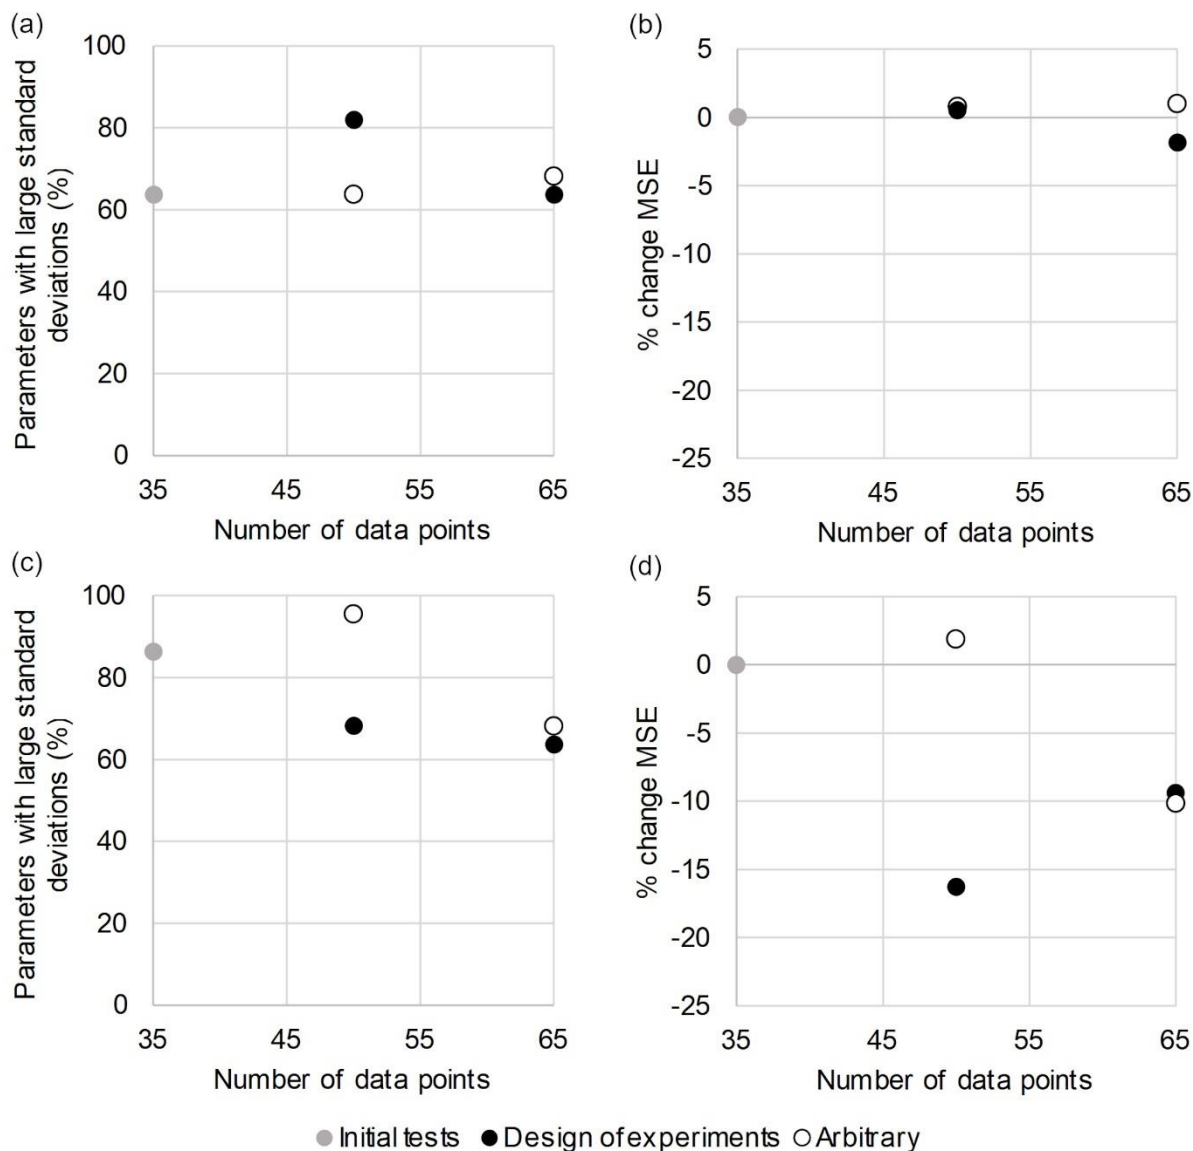 (a)
Parameters with large standard
deviations (%)
100
80
60
40
20
0
35 45 55 65
Number of data points
(b)
% change MSE
5
0
-5
-10
-15
-20
-25
35 45 55 65
Number of data points
(c)
Parameters with large standard
deviations (%)
100
80
60
40
20
0
35 45 55 65
Number of data points
(d)
% change MSE
5
0
-5
-10
-15
-20
-25
35 45 55 65
Number of data points
Initial tests Design of experiments Arbitrary